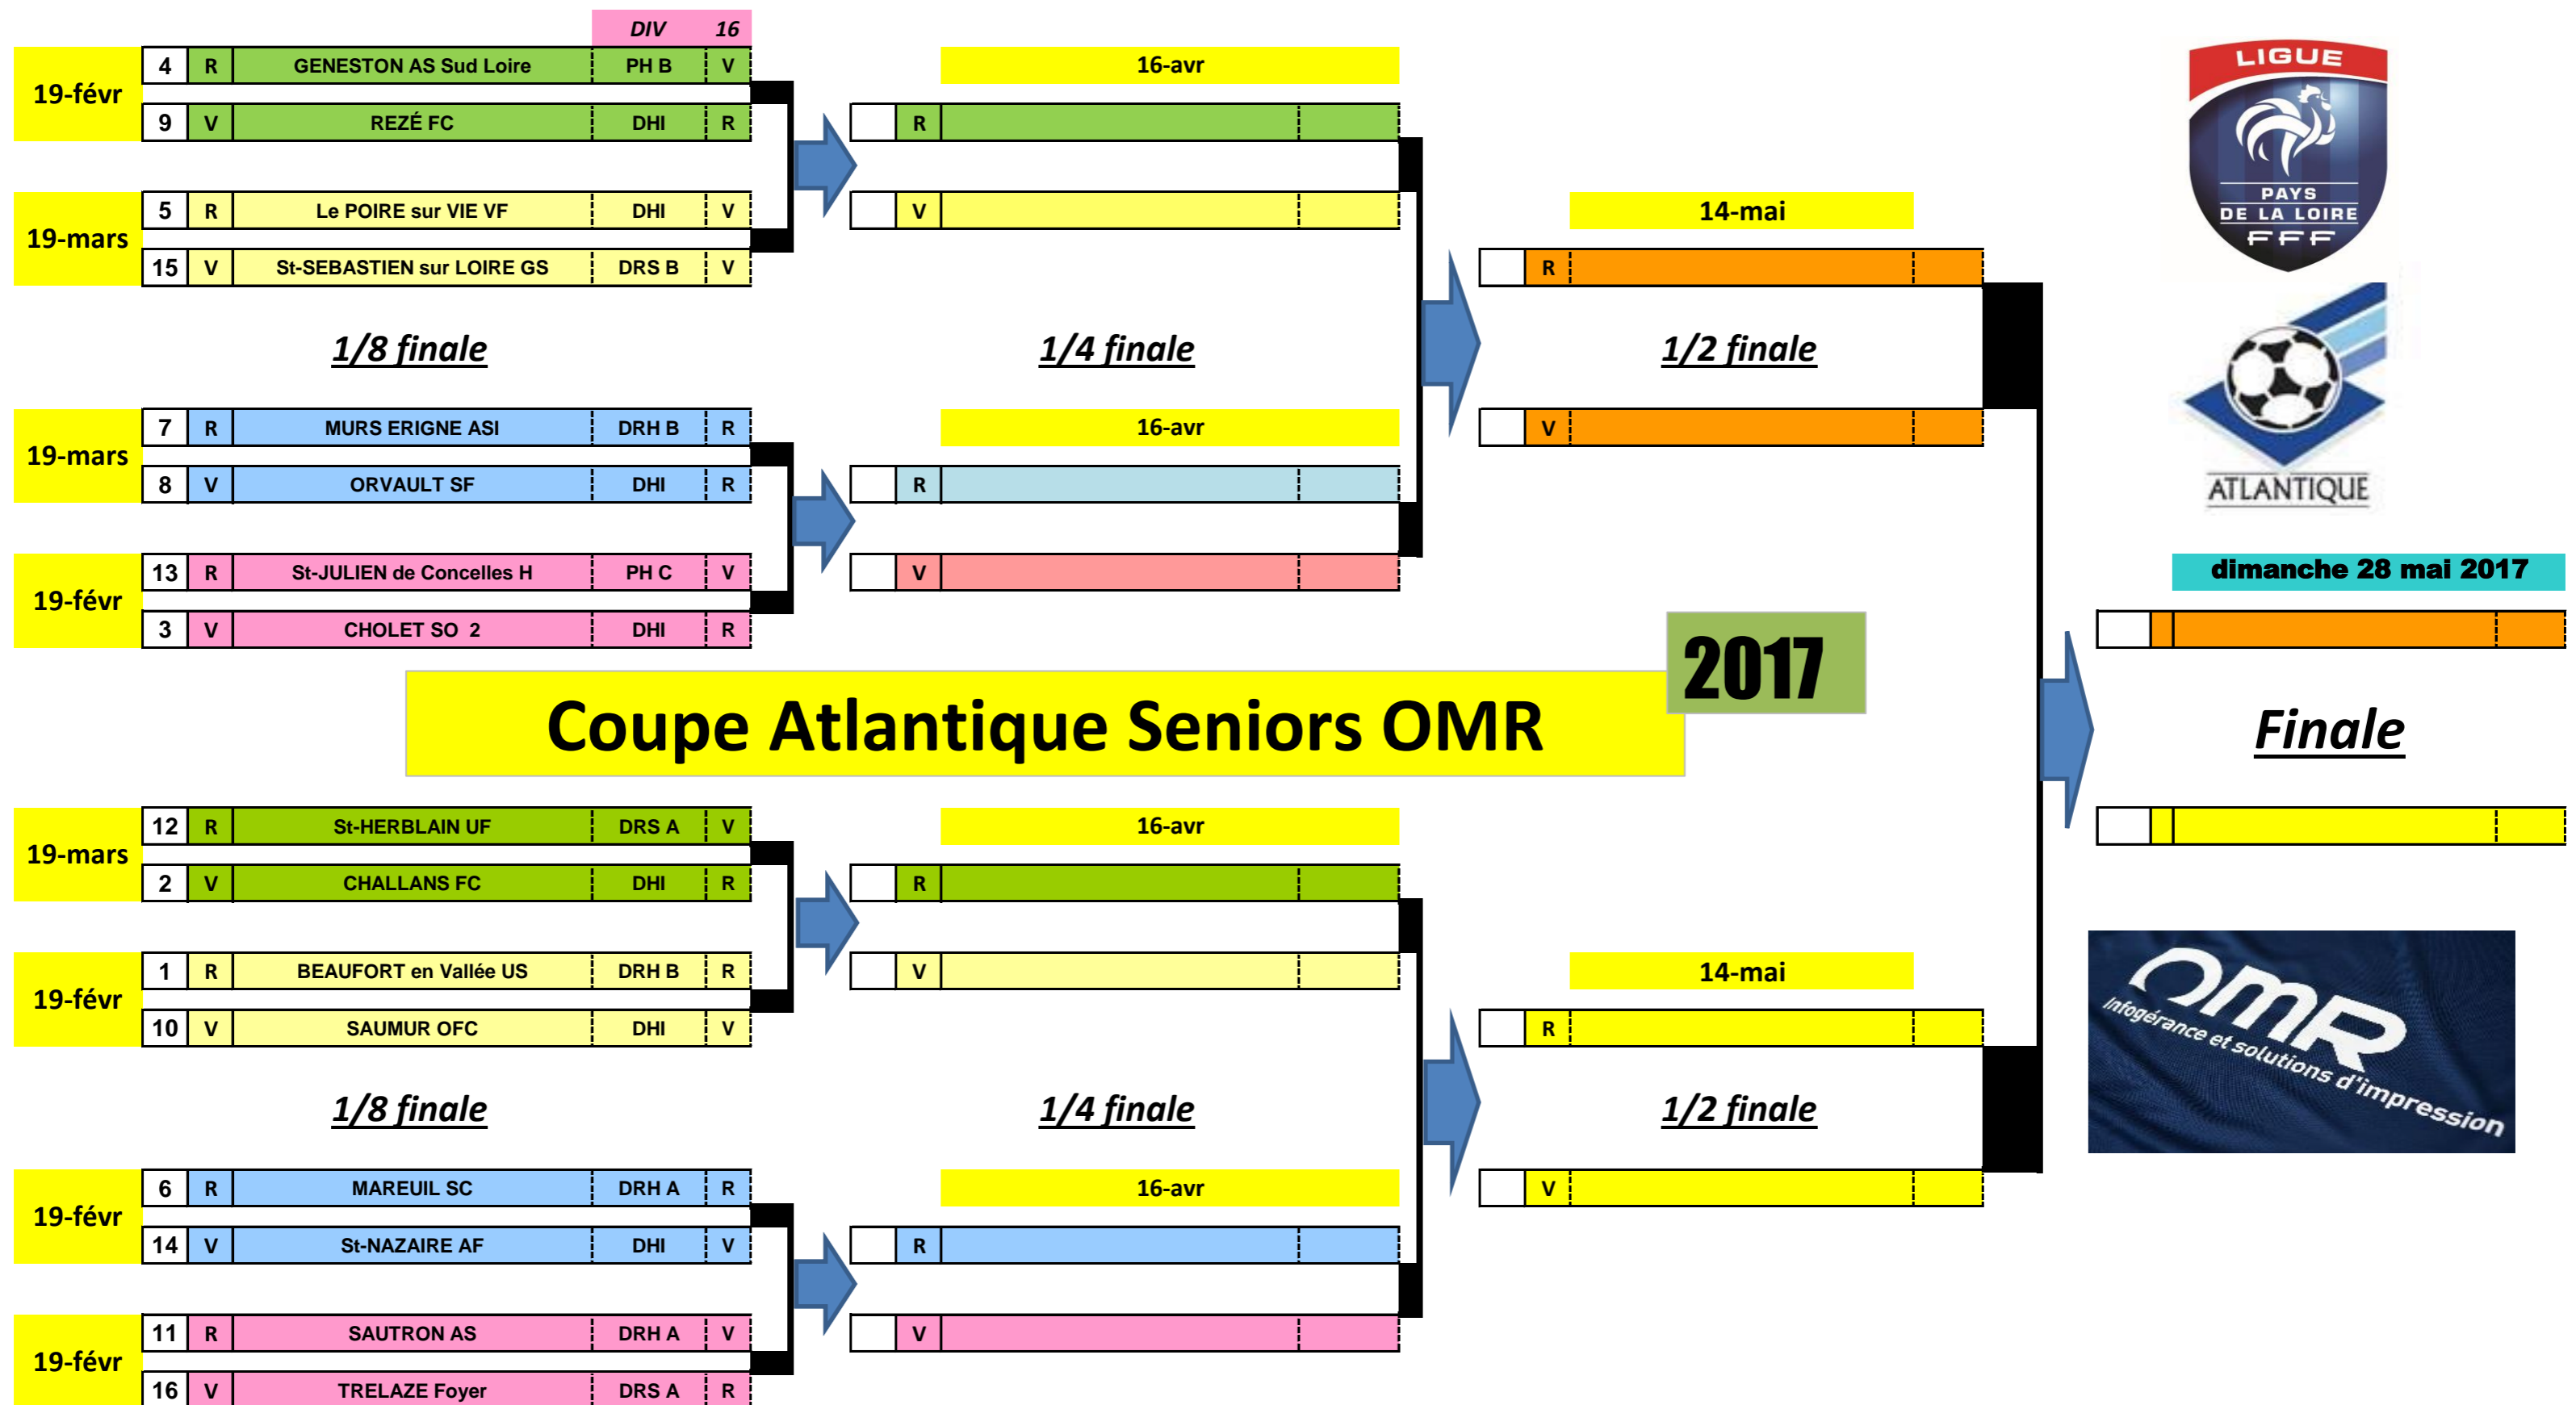 DIV 16
19-févr
4 R GENESTON AS Sud Loire PH B V
9 V REZÉ FC DHI R
19-mars
5 R Le POIRE sur VIE VF DHI V
15 V St-SEBASTIEN sur LOIRE GS DRS B V
1/8 finale
19-mars
7 R MURS ERIGNE ASI DRH B R
8 V ORVAULT SF DHI R
19-févr
13 R St-JULIEN de Concelles H PH C V
3 V CHOLET SO 2 DHI R
16-avr
R
V
1/4 finale
16-avr
R
V
14-mai
R
1/2 finale
V
LIGUE
PAYS
DE LA LOIRE
FFF
ATLANTIQUE
dimanche 28 mai 2017
Finale
2017
Coupe Atlantique Seniors OMR
19-mars
12 R St-HERBLAIN UF DRS A V
2 V CHALLANS FC DHI R
19-févr
1 R BEAUFORT en Vallée US DRH B R
10 V SAUMUR OFC DHI V
1/8 finale
19-févr
6 R MAREUIL SC DRH A R
14 V St-NAZAIRE AF DHI V
19-févr
11 R SAUTRON AS DRH A V
16 V TRELAZE Foyer DRS A R
16-avr
R
V
1/4 finale
16-avr
R
V
14-mai
R
1/2 finale
V
OMR
Infogérance et solutions d'impression